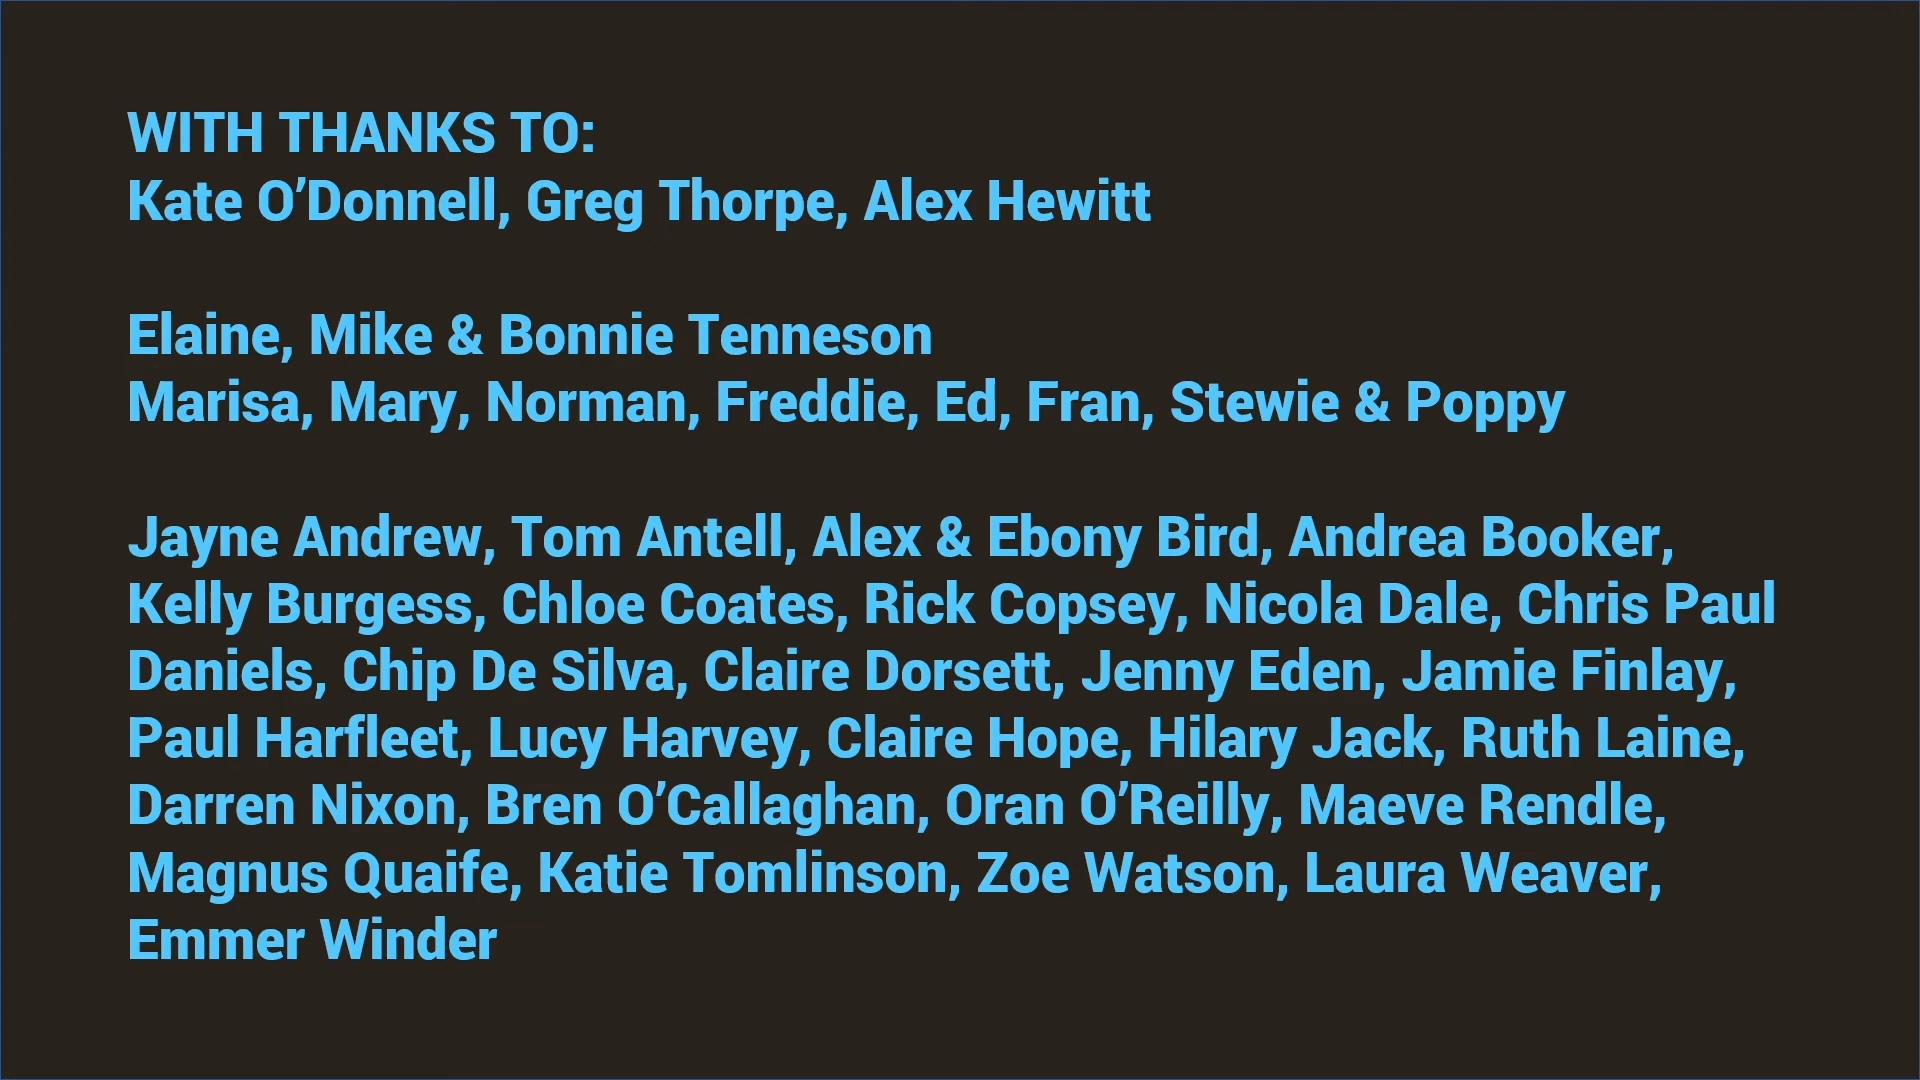 WITH THANKS TO:
Kate O’Donnell, Greg Thorpe, Alex Hewitt
Elaine, Mike & Bonnie Tenneson
Marisa, Mary, Norman, Freddie, Ed, Fran, Stewie & Poppy
Jayne Andrew, Tom Antell, Alex & Ebony Bird, Andrea Booker,
Kelly Burgess, Chloe Coates, Rick Copsey, Nicola Dale, Chris Paul
Daniels, Chip De Silva, Claire Dorsett, Jenny Eden, Jamie Finlay,
Paul Harfleet, Lucy Harvey, Claire Hope, Hilary Jack, Ruth Laine,
Darren Nixon, Bren O’Callaghan, Oran O’Reilly, Maeve Rendle,
Magnus Quaife, Katie Tomlinson, Zoe Watson, Laura Weaver,
Emmer Winder